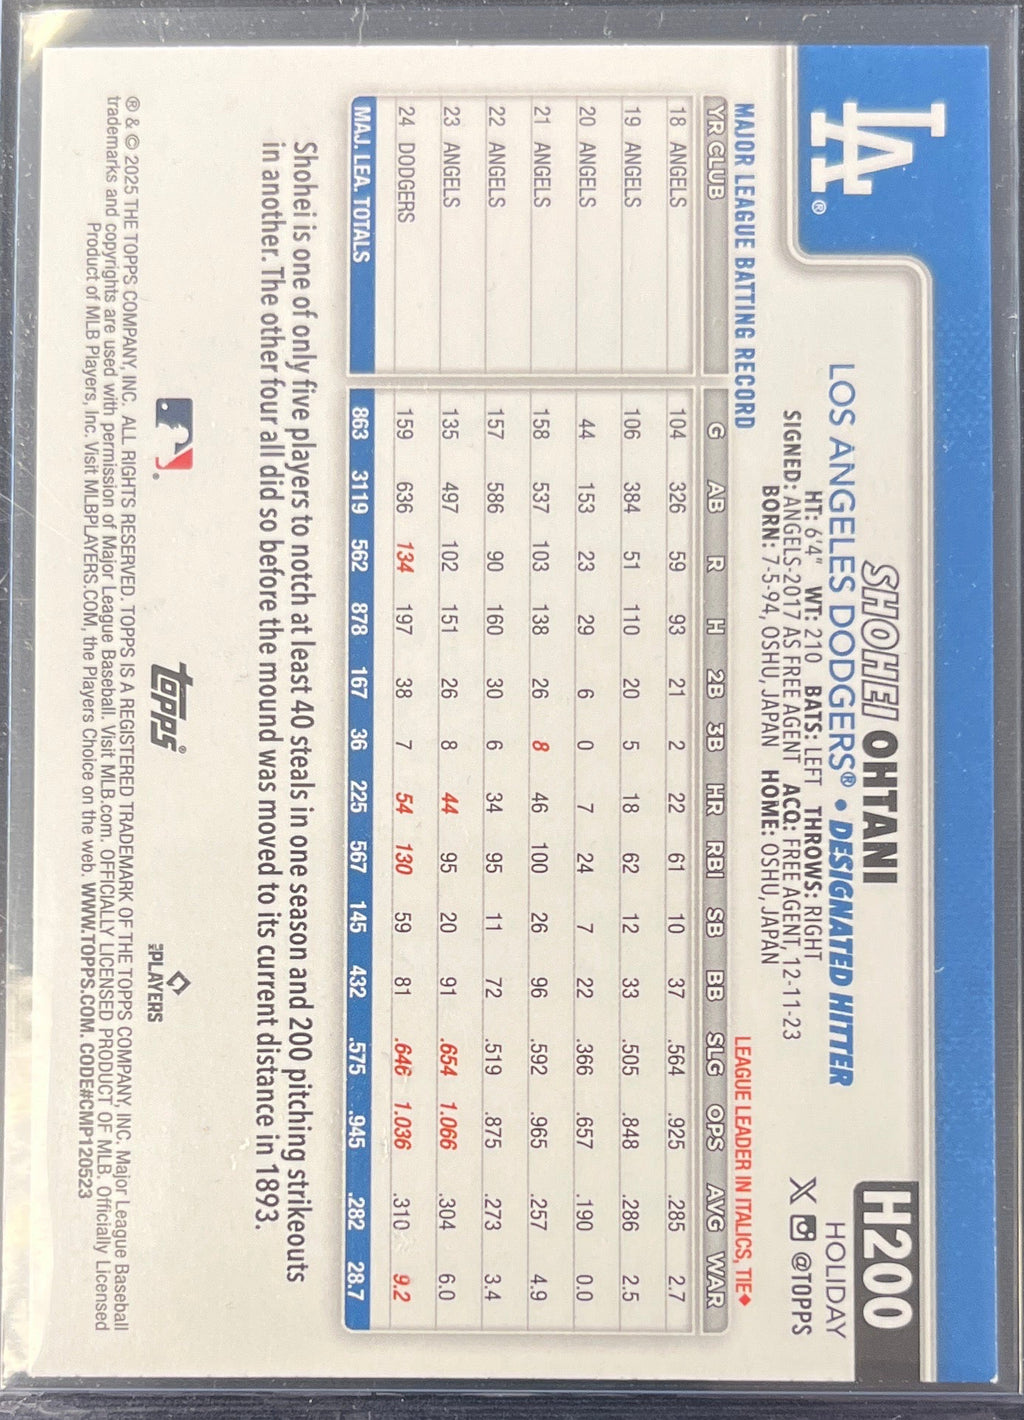 LA®
H200
HOLIDAY
X @TOPPS
SHOHEI OHTANI
LOS ANGELES DODGERS® • DESIGNATED HITTER
HT: 6'4" WT: 210 BATS: LEFT THROWS: RIGHT
SIGNED: ANGELS-2017 AS FREE AGENT ACQ: FREE AGENT, 12-11-23
BORN: 7-5-94, OSHU, JAPAN HOME: OSHU, JAPAN
MAJOR LEAGUE BATTING RECORD LEAGUE LEADER IN ITALICS, TIE◆
YR CLUB G AB R H 2B 3B HR RBI SB BB SLG OPS AVG WAR
18 ANGELS 104 326 59 93 21 2 22 61 10 37 .564 .925 .285 2.7
19 ANGELS 106 384 51 110 20 5 18 62 12 33 .505 .848 .286 2.5
20 ANGELS 44 153 23 29 6 0 7 24 7 22 .366 .657 .190 0.0
21 ANGELS 158 537 103 138 26 8 46 100 26 96 .592 .965 .257 4.9
22 ANGELS 157 586 90 160 30 6 34 95 11 72 .519 .875 .273 3.4
23 ANGELS 135 497 102 151 26 8 44 95 20 91 .654 1.066 .304 6.0
24 DODGERS 159 636 134 197 38 7 54 130 59 81 .646 1.036 .310 9.2
MAJ. LEA. TOTALS 863 3119 562 878 167 36 225 567 145 432 .575 .945 .282 28.7
Shohei is one of only five players to notch at least 40 steals in one season and 200 pitching strikeouts
in another. The other four all did so before the mound was moved to its current distance in 1893.
topps®
MLB PLAYERS
® & © 2025 THE TOPPS COMPANY, INC. ALL RIGHTS RESERVED. TOPPS IS A REGISTERED TRADEMARK OF THE TOPPS COMPANY, INC. Major League Baseball
trademarks and copyrights are used with permission of Major League Baseball. Visit MLB.com. OFFICIALLY LICENSED PRODUCT OF MLB. Officially Licensed
Product of MLB Players, Inc. Visit MLBPLAYERS.COM, the Players Choice on the web. WWW.TOPPS.COM. CODE#CMP120523